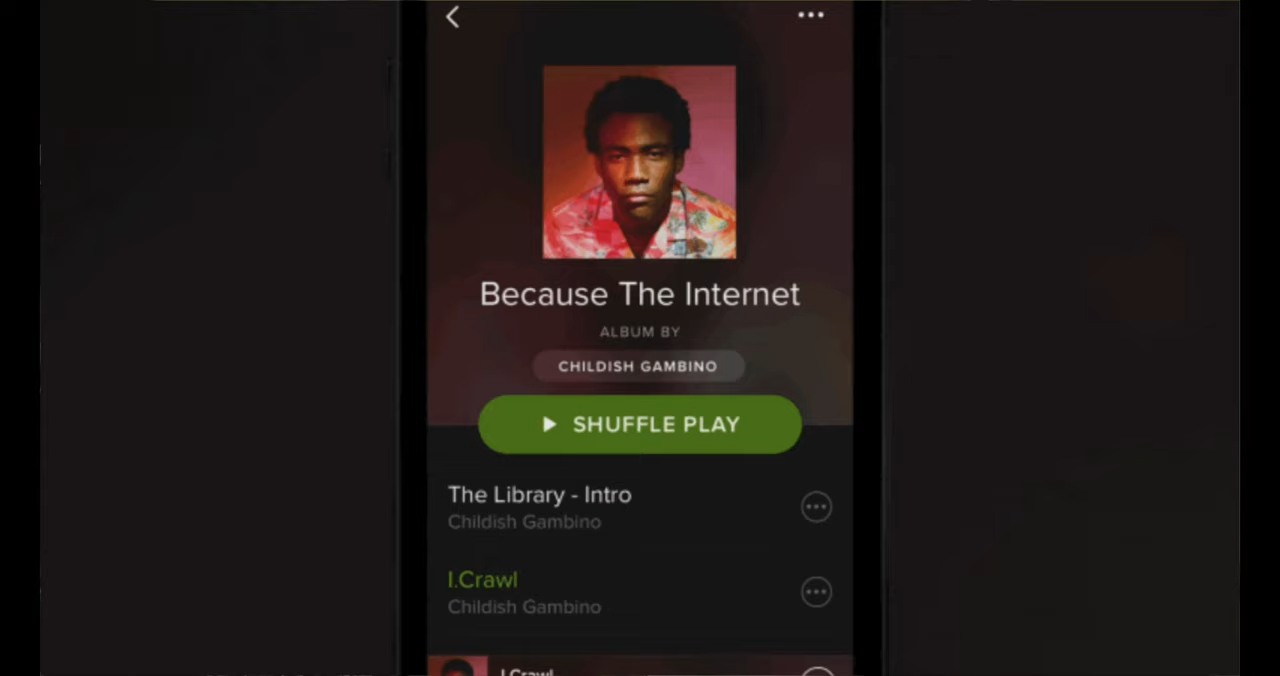 Because The Internet
ALBUM BY
CHILDISH GAMBINO
SHUFFLE PLAY
The Library - Intro
Childish Gambino
I.Crawl
Childish Gambino
I.Crawl